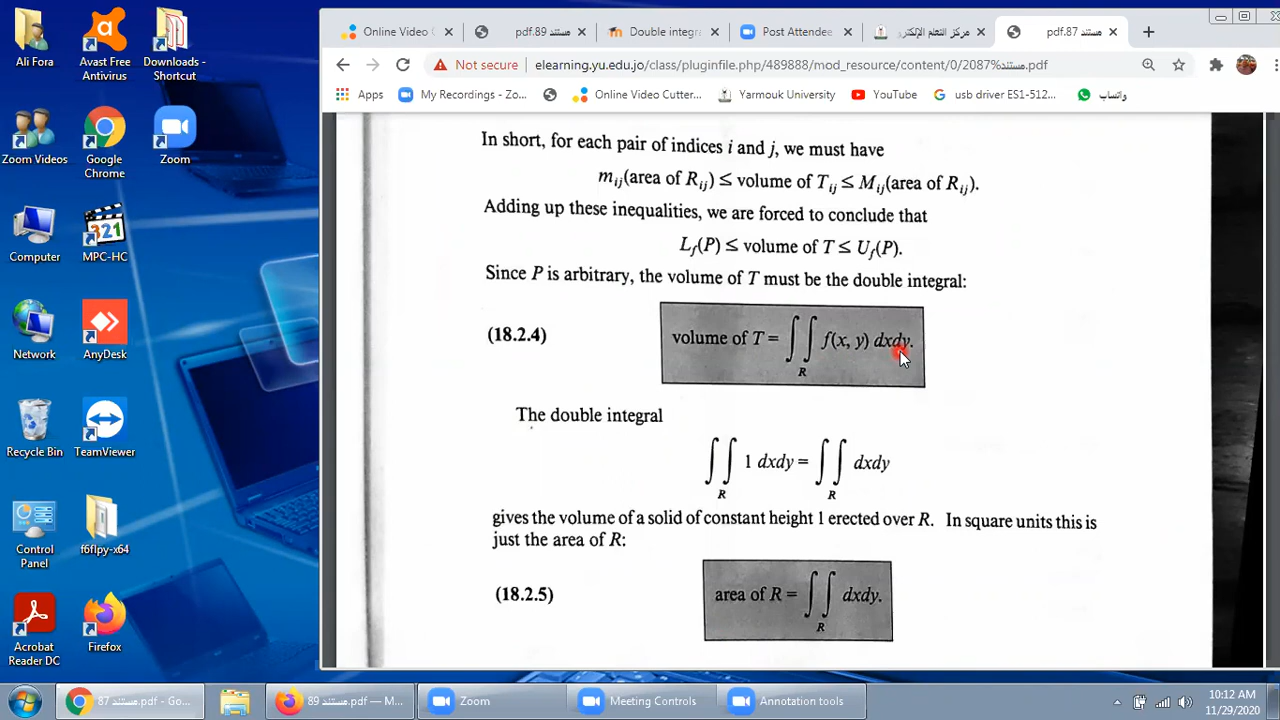 Ali Fora
Avast Free Antivirus
Downloads - Shortcut
Zoom Videos
Google Chrome
Zoom
Computer
MPC-HC
321
Network
AnyDesk
Recycle Bin
TeamViewer
Control Panel
f6flpy-x64
Acrobat Reader DC
Firefox
Online Video C
مستند 89.pdf
Double integr
Post Attendee
مركز التعلم الإلكتر
مستند 87.pdf
Not secure
elearning.yu.edu.jo/class/pluginfile.php/489888/mod_resource/content/0/مستند%2087.pdf
Apps
My Recordings - Zo...
Online Video Cutter...
Yarmouk University
YouTube
usb driver ES1-512...
واتساب
In short, for each pair of indices i and j, we must have
m_ij(area of R_ij) ≤ volume of T_ij ≤ M_ij(area of R_ij).
Adding up these inequalities, we are forced to conclude that
L_f(P) ≤ volume of T ≤ U_f(P).
Since P is arbitrary, the volume of T must be the double integral:
(18.2.4) volume of T = ∫∫_R f(x, y) dxdy.
The double integral
∫∫_R 1 dxdy = ∫∫_R dxdy
gives the volume of a solid of constant height 1 erected over R. In square units this is
just the area of R:
(18.2.5) area of R = ∫∫_R dxdy.
مستند 87.pdf - Go...
مستند 89 — M...
Zoom
Meeting Controls
Annotation tools
10:12 AM
11/29/2020